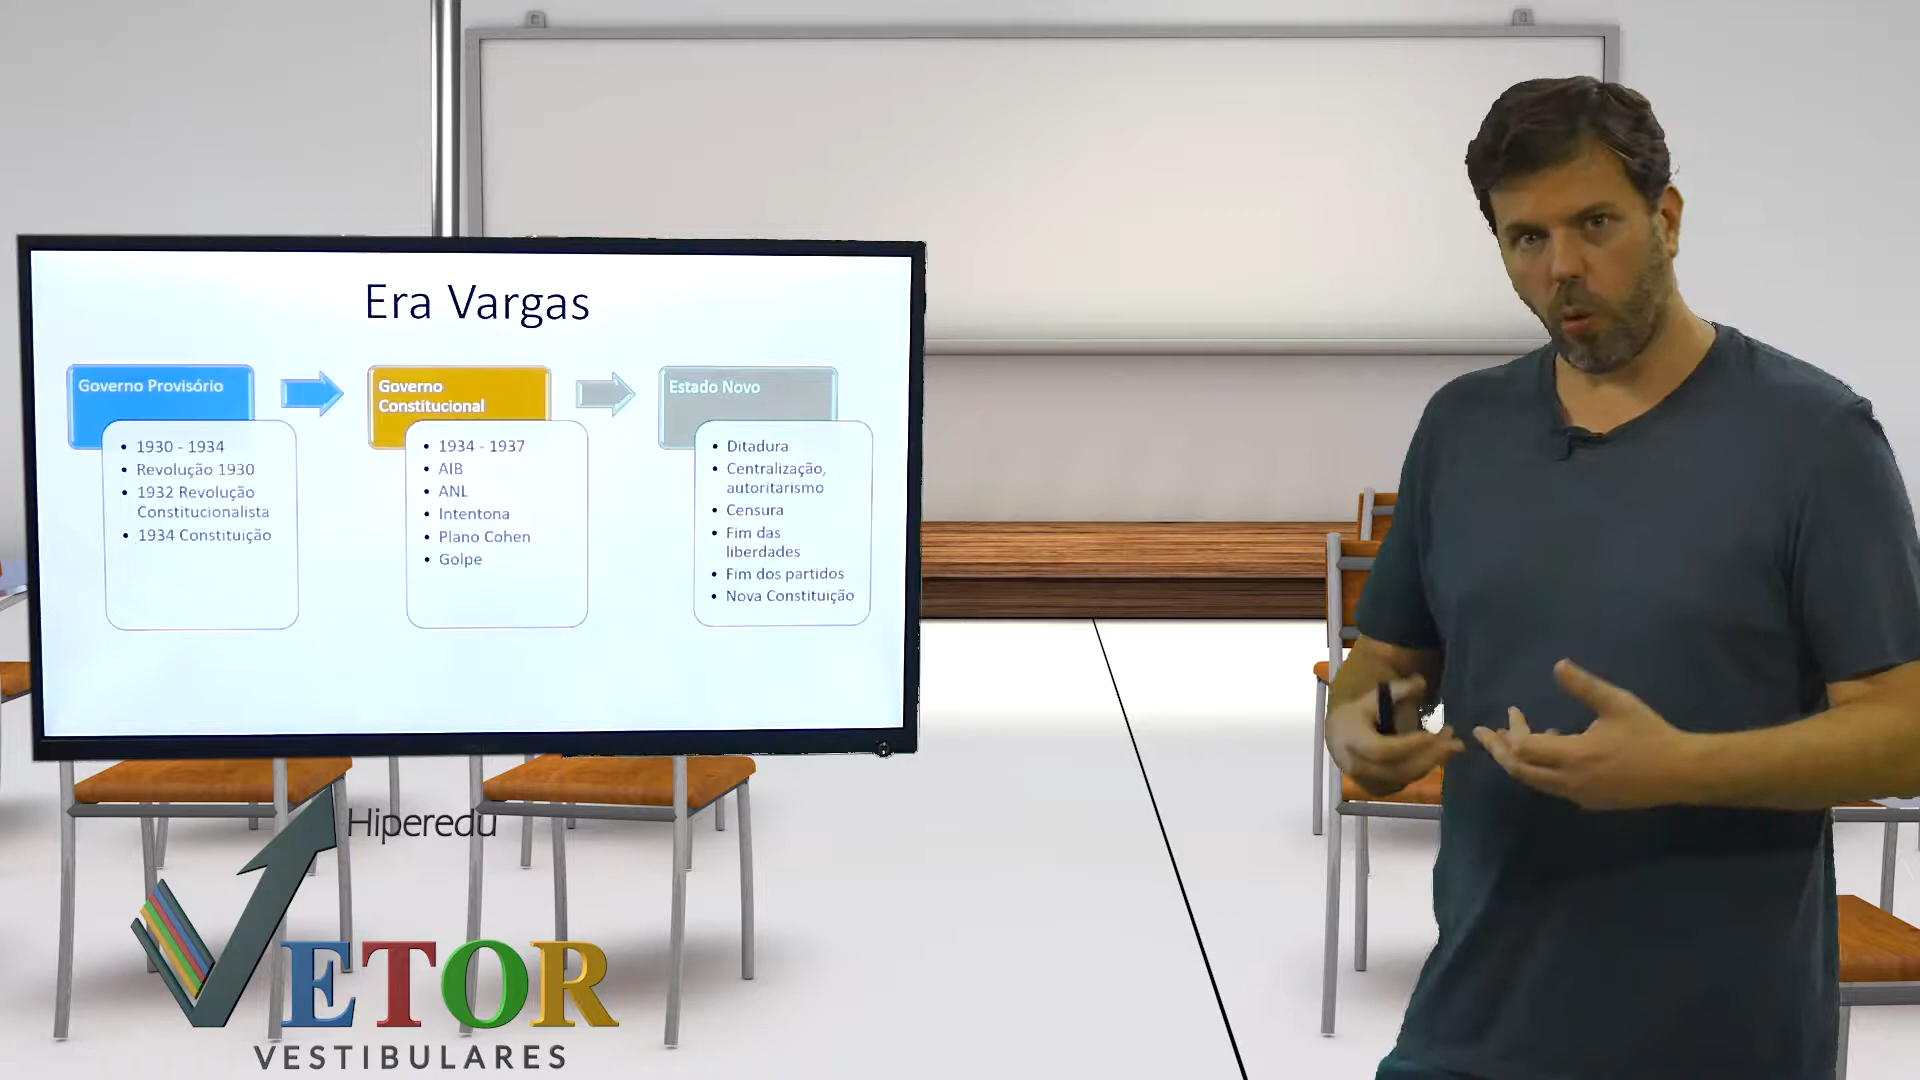 Era Vargas
Governo Provisório
• 1930 - 1934
• Revolução 1930
• 1932 Revolução
Constitucionalista
• 1934 Constituição
Governo
Constitucional
• 1934 - 1937
• AIB
• ANL
• Intentona
• Plano Cohen
• Golpe
Estado Novo
• Ditadura
• Centralização,
autoritarismo
• Censura
• Fim das
liberdades
• Fim dos partidos
• Nova Constituição
Hiperedu
VETOR
VESTIBULARES